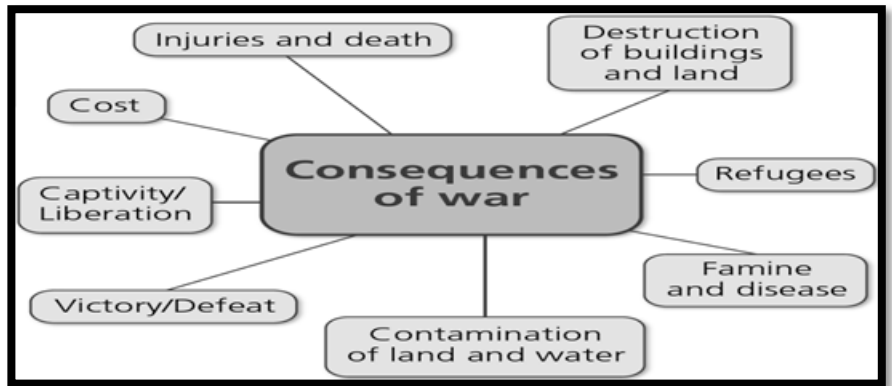 Injuries and death
Destruction
of buildings
and land
Cost
Consequences
of war
Refugees
Captivity/
Liberation
Famine
and disease
Victory/Defeat
Contamination
of land and water